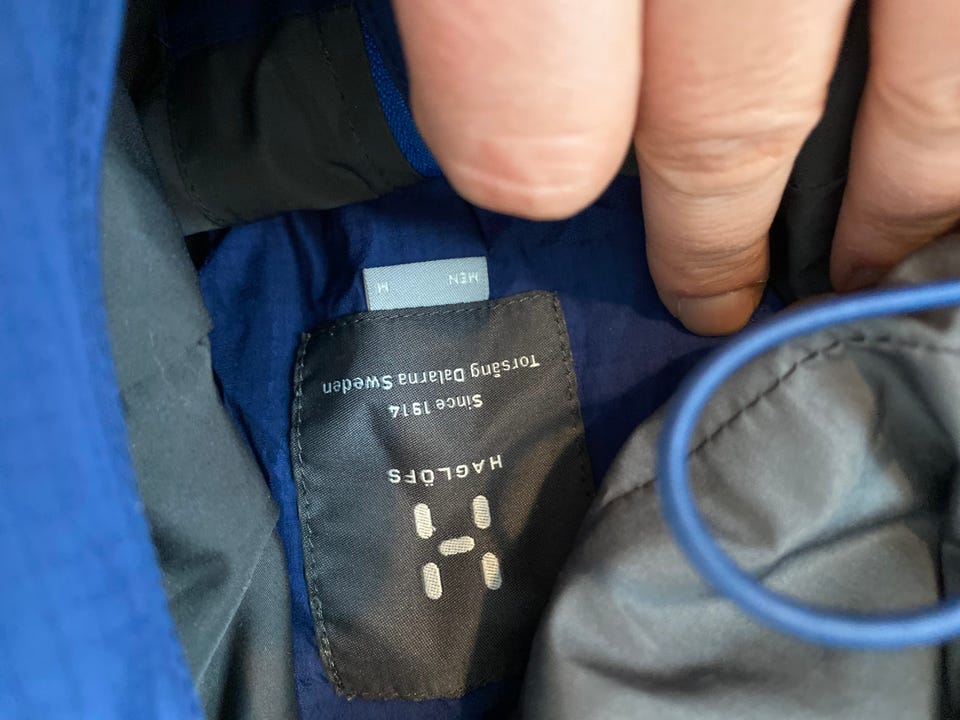 HAGLÖFS
Since 1914
Torsång Dalarna Sweden
MEN M